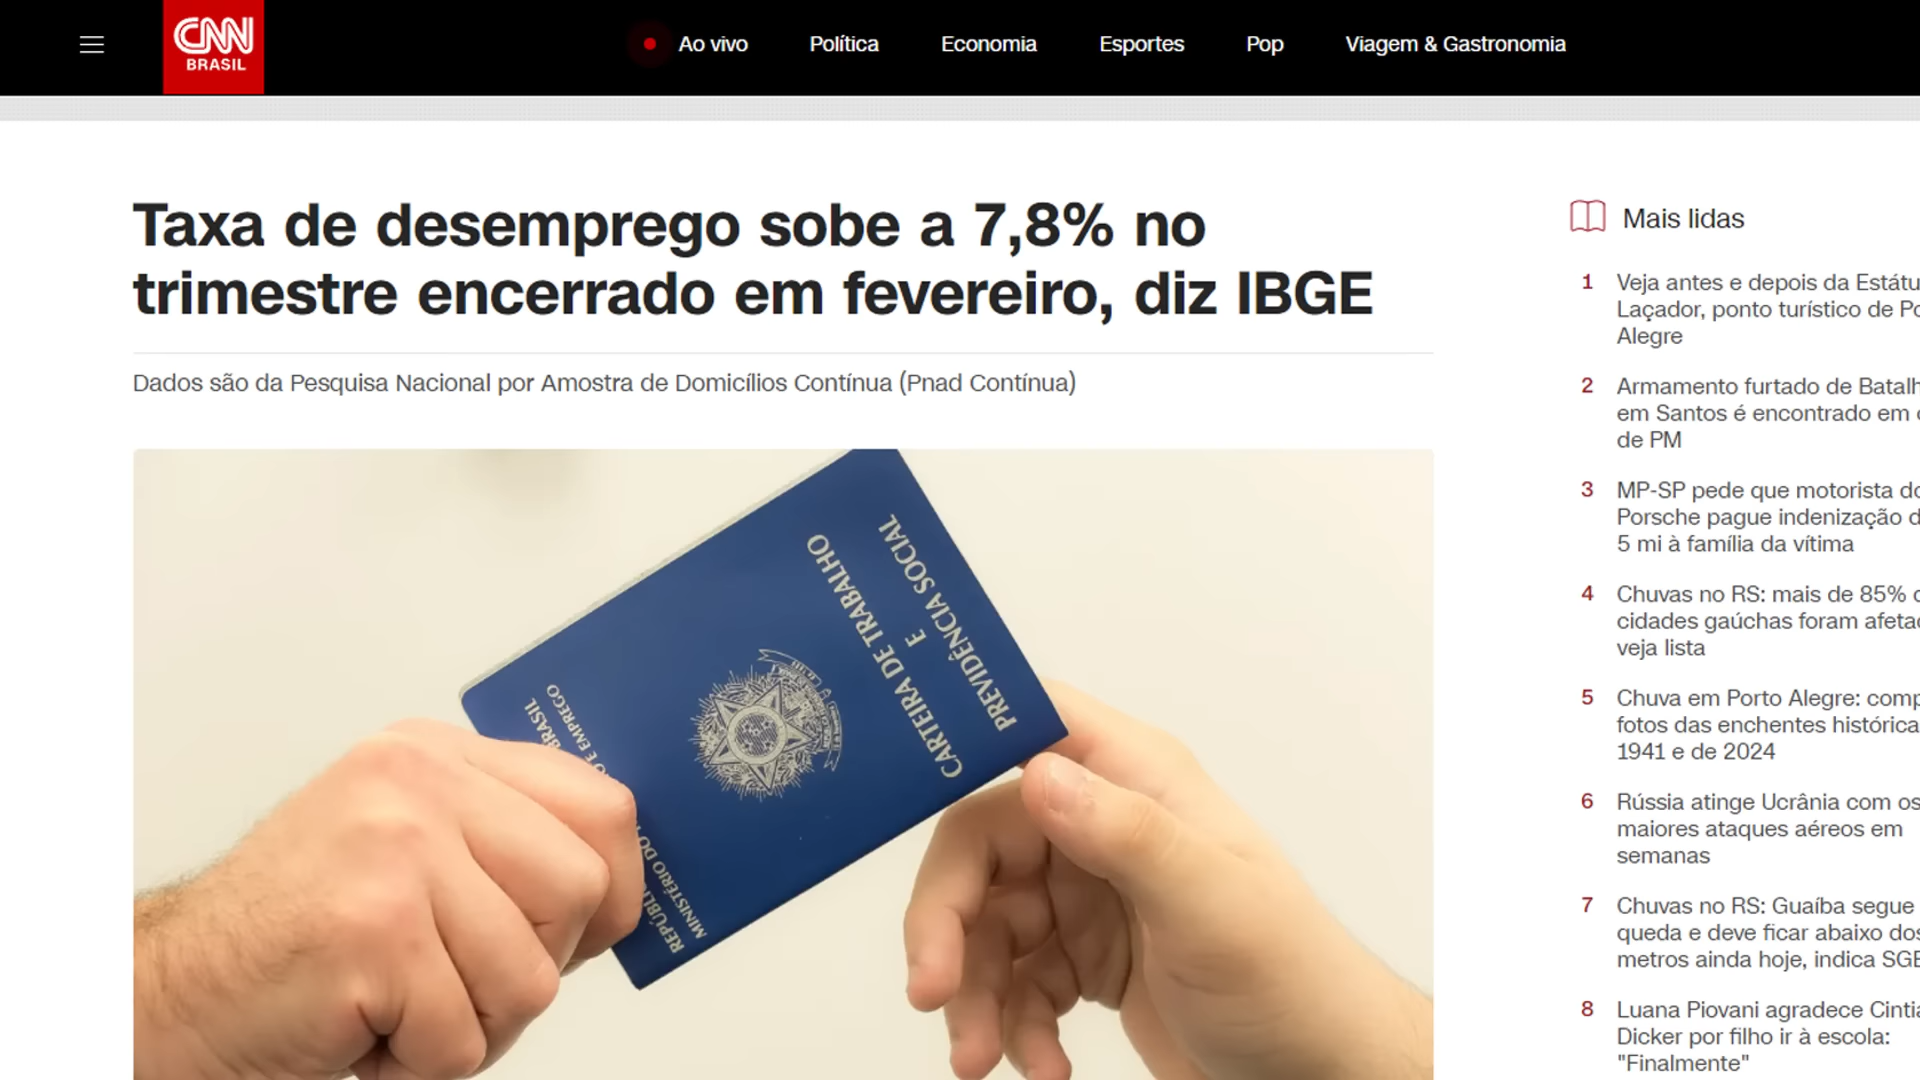 CNN
BRASIL
Ao vivo
Política
Economia
Esportes
Pop
Viagem & Gastronomia
Taxa de desemprego sobe a 7,8% no
trimestre encerrado em fevereiro, diz IBGE
Dados são da Pesquisa Nacional por Amostra de Domicílios Contínua (Pnad Contínua)
CARTEIRA DE TRABALHO
E
PREVIDÊNCIA SOCIAL
BRASIL
MINISTÉRIO DO
E EMPREGO
Mais lidas
1 Veja antes e depois da
Laçador, ponto turístico de
Alegre
2 Armamento furtado de
em Santos é encontrado em
de PM
3 MP-SP pede que motorista
Porsche pague indenização
5 mi à família da vítima
4 Chuvas no RS: mais de 85%
cidades gaúchas foram
veja lista
5 Chuva em Porto Alegre:
fotos das enchentes
1941 e de 2024
6 Rússia atinge Ucrânia com os
maiores ataques aéreos em
semanas
7 Chuvas no RS: Guaíba segue
queda e deve ficar abaixo
metros ainda hoje, indica
8 Luana Piovani agradece
Dicker por filho ir à escola:
"Finalmente"